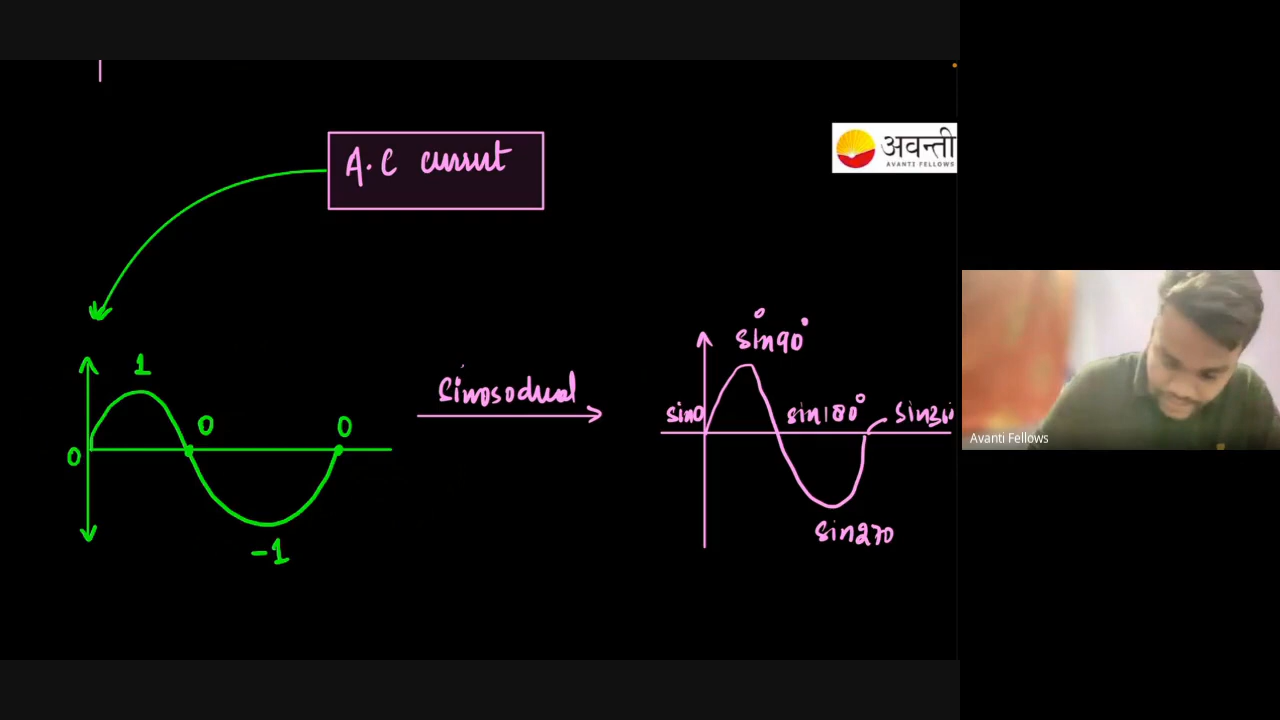 A.C current
अवन्ती
AVANTI FELLOWS
1
0
0
0
-1
Sinosodual
sin90°
sin0
sin180°
sin360
sin270
Avanti Fellows